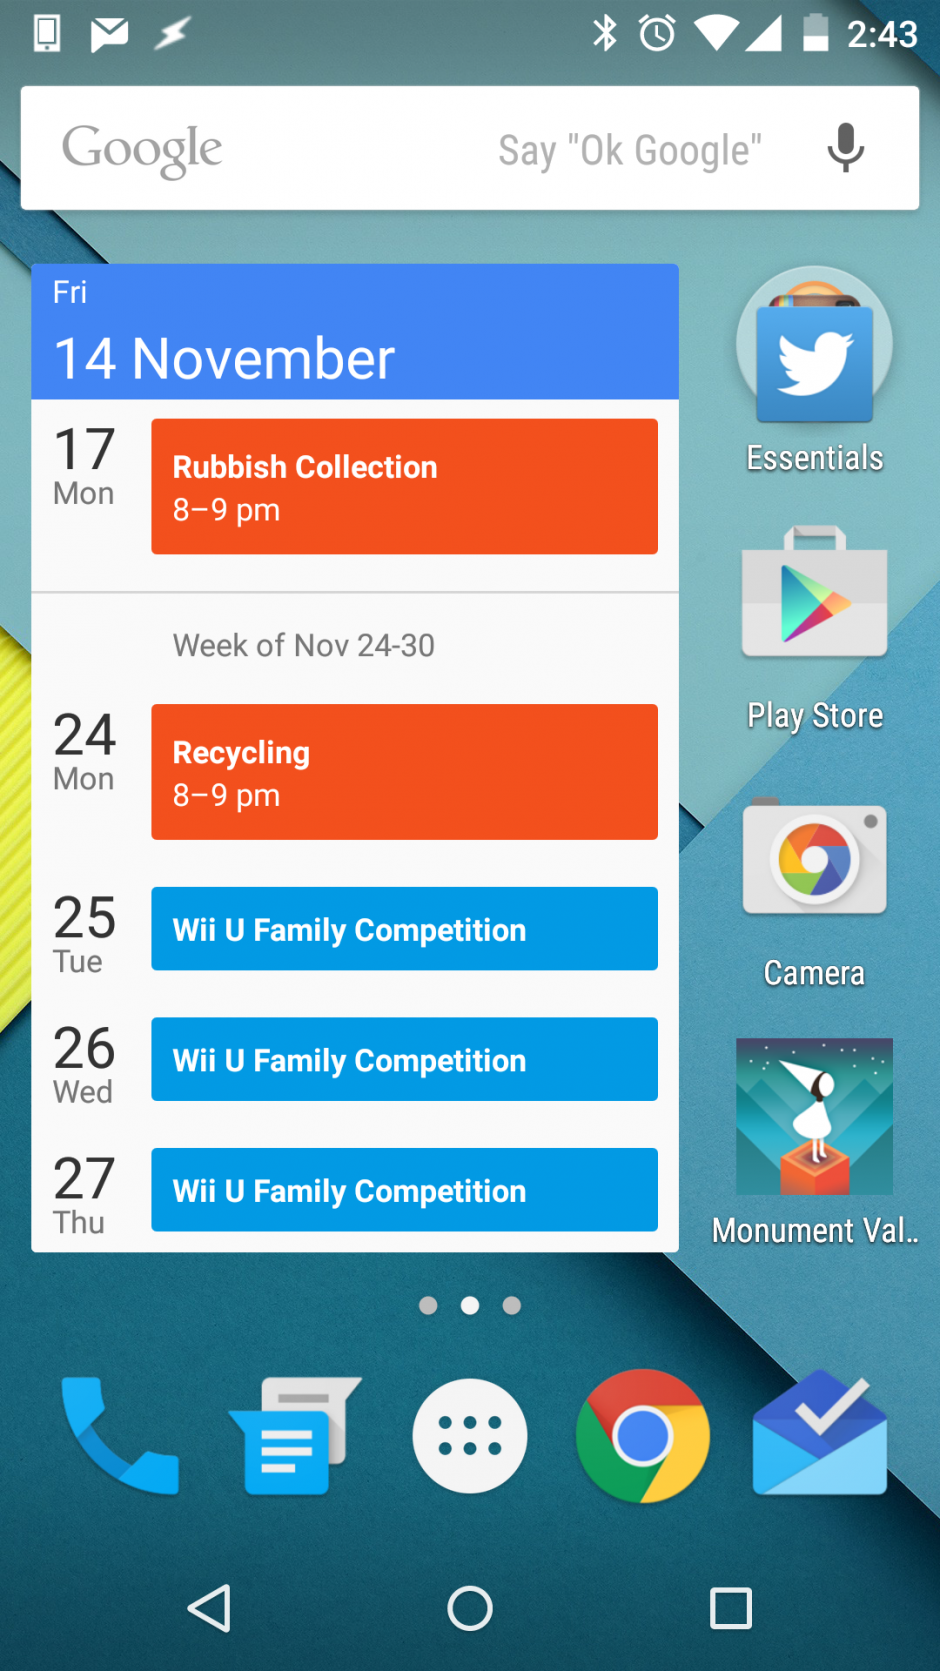 2:43
Google
Say "Ok Google"
Fri
14 November
17
Mon
Rubbish Collection
8–9 pm
Week of Nov 24-30
24
Mon
Recycling
8–9 pm
25
Tue
Wii U Family Competition
26
Wed
Wii U Family Competition
27
Thu
Wii U Family Competition
Essentials
Play Store
Camera
Monument Val..